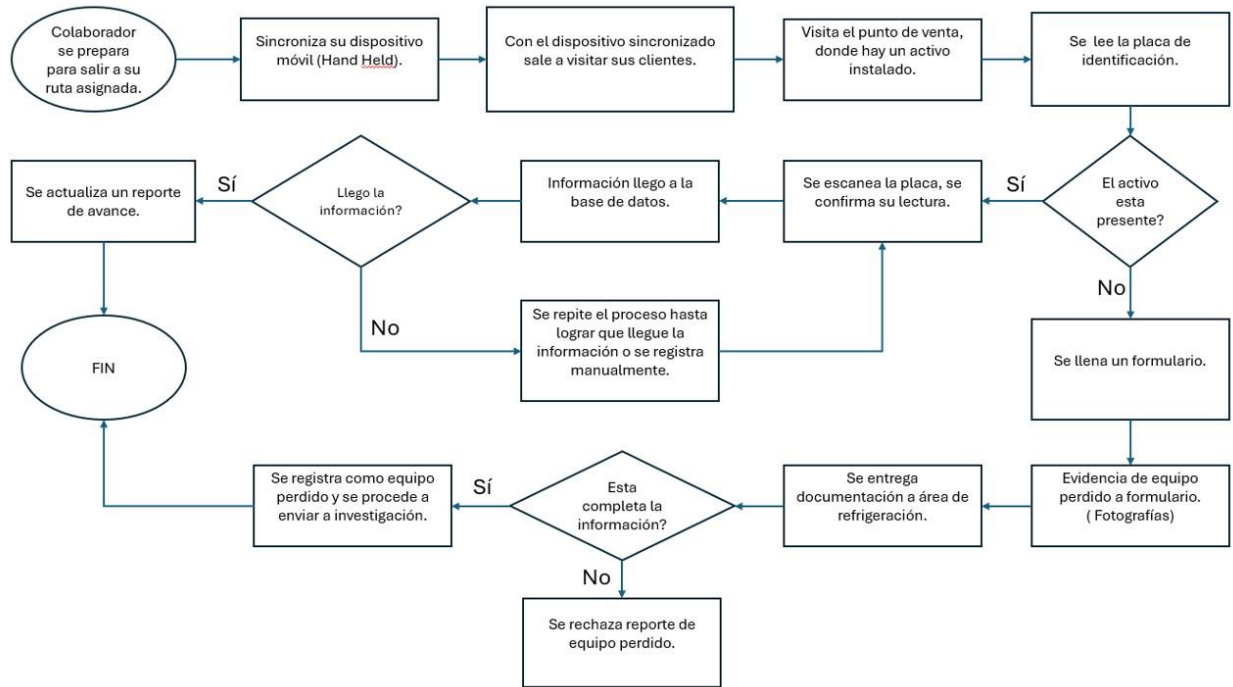 Colaborador
se prepara
para salir a su
ruta asignada.
Sincroniza su dispositivo
móvil (Hand Held).
Con el dispositivo sincronizado
sale a visitar sus clientes.
Visita el punto de venta,
donde hay un activo
instalado.
Se lee la placa de
identificación.
El activo
esta
presente?
Sí
Se escanea la placa, se
confirma su lectura.
Información llego a la
base de datos.
Llego la
información?
Sí
Se actualiza un reporte
de avance.
No
Se repite el proceso hasta
lograr que llegue la
información o se registra
manualmente.
FIN
No
Se llena un formulario.
Evidencia de equipo
perdido a formulario.
( Fotografías)
Se entrega
documentación a área de
refrigeración.
Esta
completa la
información?
Sí
Se registra como equipo
perdido y se procede a
enviar a investigación.
No
Se rechaza reporte de
equipo perdido.